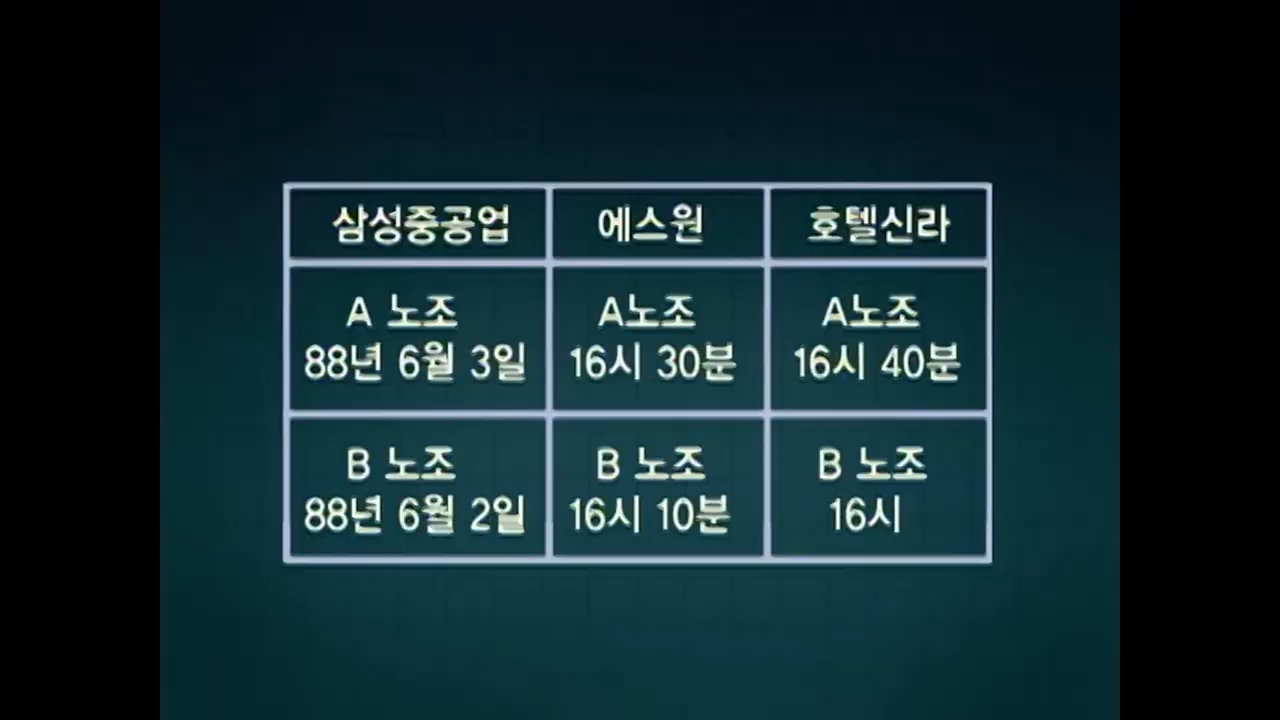 삼성중공업 에스원 호텔신라
A 노조 A노조 A노조
88년 6월 3일 16시 30분 16시 40분
B 노조 B 노조 B 노조
88년 6월 2일 16시 10분 16시